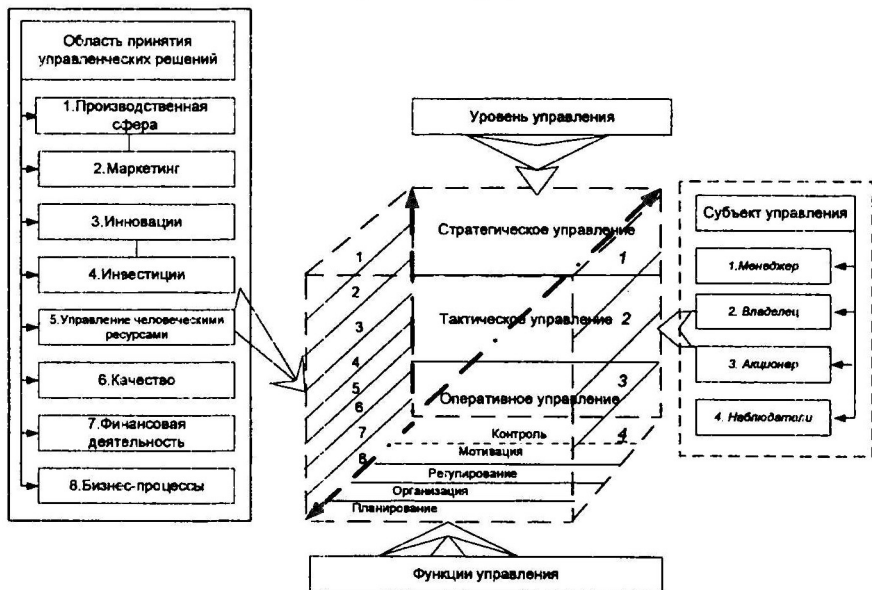 Область принятия
управленческих решений
1.Производственная
сфера
2.Маркетинг
3.Инновации
4.Инвестиции
5.Управление человеческими
ресурсами
6.Качество
7.Финансовая
деятельность
8.Бизнес-процессы
Уровень управления
Стратегическое управление
Тактическое управление
Оперативное управление
1
2
3
4
5
6
7
8
1
2
3
4
Контроль
Мотивация
Регулирование
Организация
Планирование
Функции управления
Субъект управления
1.Менеджер
2. Владелец
3. Акционер
4. Наблюдатели